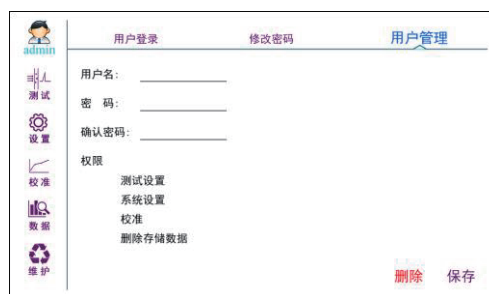 admin
测试
设置
校准
数据
维护
用户登录 修改密码 用户管理
用户名:
密 码:
确认密码:
权限
测试设置
系统设置
校准
删除存储数据
删除 保存